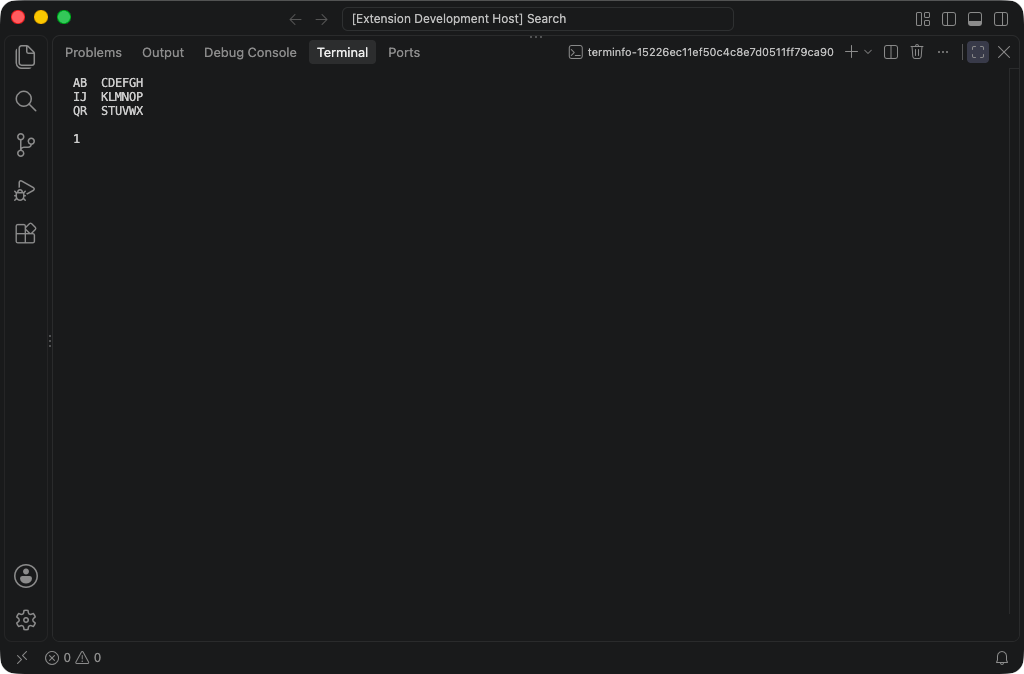 [Extension Development Host] Search
Problems Output Debug Console Terminal Ports terminfo-15226ec11ef50c4c8e7d0511ff79ca90
AB  CDEFGH
IJ  KLMNOP
QR  STUVWX
1
0 0